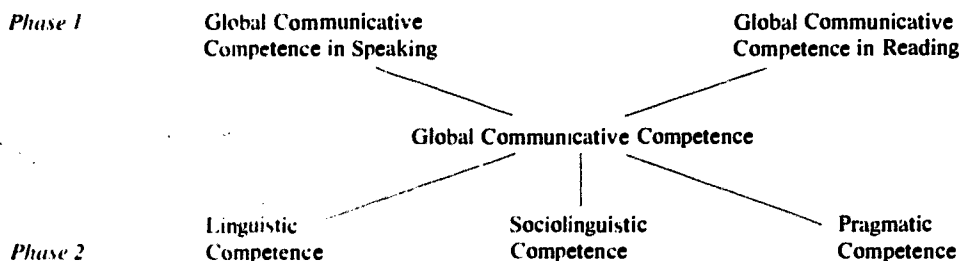 Phase 1 Global Communicative Global Communicative
Competence in Speaking Competence in Reading
Global Communicative Competence
Linguistic Sociolinguistic Pragmatic
Phase 2 Competence Competence Competence